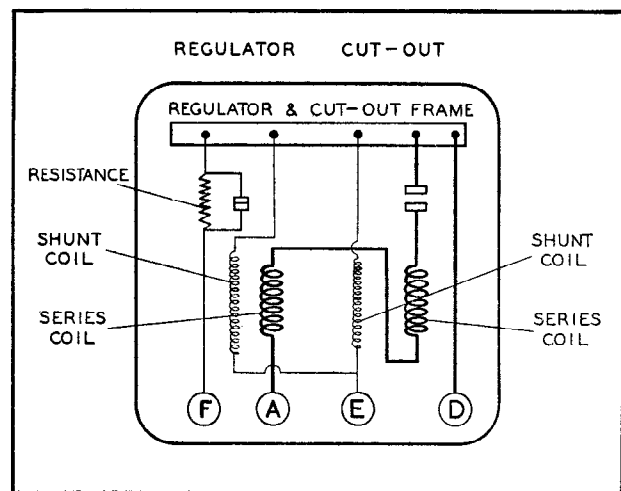 REGULATOR CUT-OUT
REGULATOR & CUT-OUT FRAME
RESISTANCE
SHUNT
COIL
SERIES
COIL
SHUNT
COIL
SERIES
COIL
F A E D